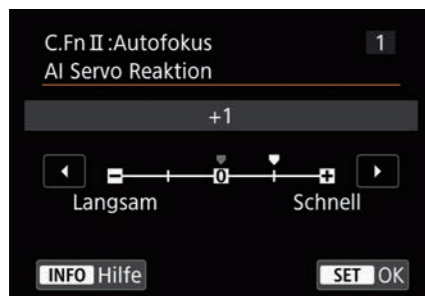 C.Fn II :Autofokus 1
AI Servo Reaktion
+1
0
Langsam Schnell
INFO Hilfe SET OK